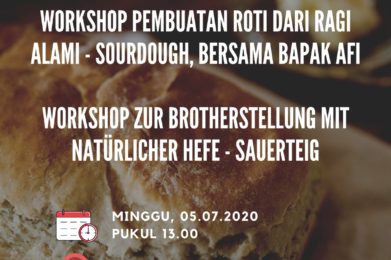 WORKSHOP PEMBUATAN ROTI DARI RAGI
ALAMI - SOURDOUGH, BERSAMA BAPAK AFI
WORKSHOP ZUR BROTHERSTELLUNG MIT
NATÜRLICHER HEFE - SAUERTEIG
MINGGU, 05.07.2020
PUKUL 13.00